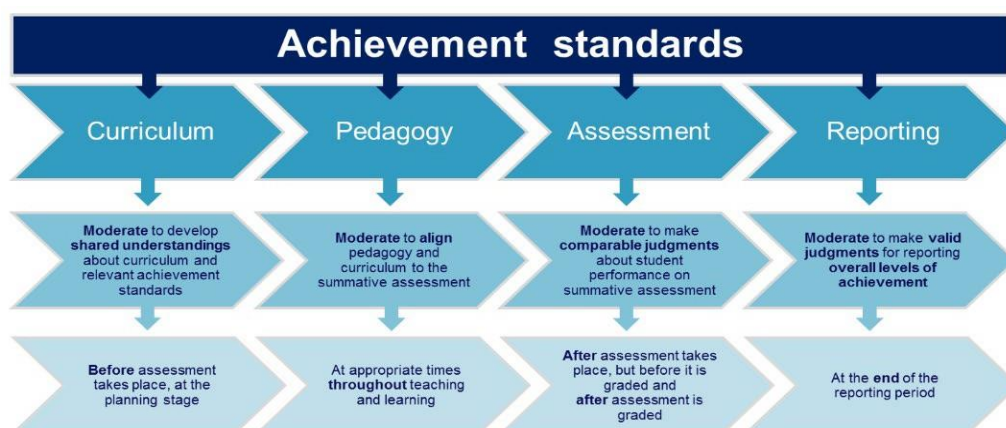 Achievement standards
Curriculum
Pedagogy
Assessment
Reporting
Moderate to develop
shared understandings
about curriculum and
relevant achievement
standards
Moderate to align
pedagogy and
curriculum to the
summative assessment
Moderate to make
comparable judgments
about student
performance on
summative assessment
Moderate to make valid
judgments for reporting
overall levels of
achievement
Before assessment
takes place, at the
planning stage
At appropriate times
throughout teaching
and learning
After assessment takes
place, but before it is
graded and
after assessment is
graded
At the end of the
reporting period